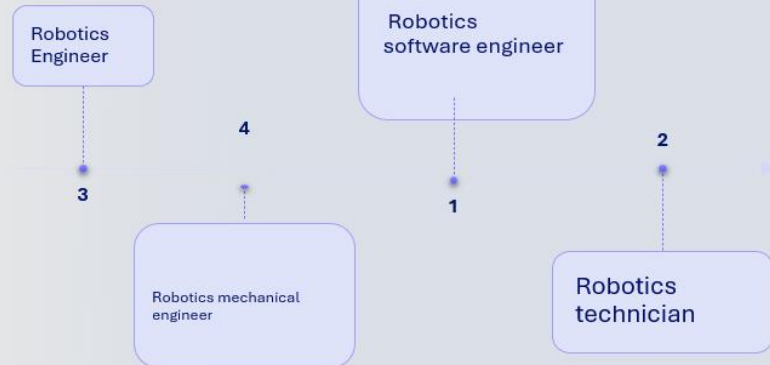 Robotics
Engineer
3
4
Robotics mechanical
engineer
Robotics
software engineer
1
2
Robotics
technician